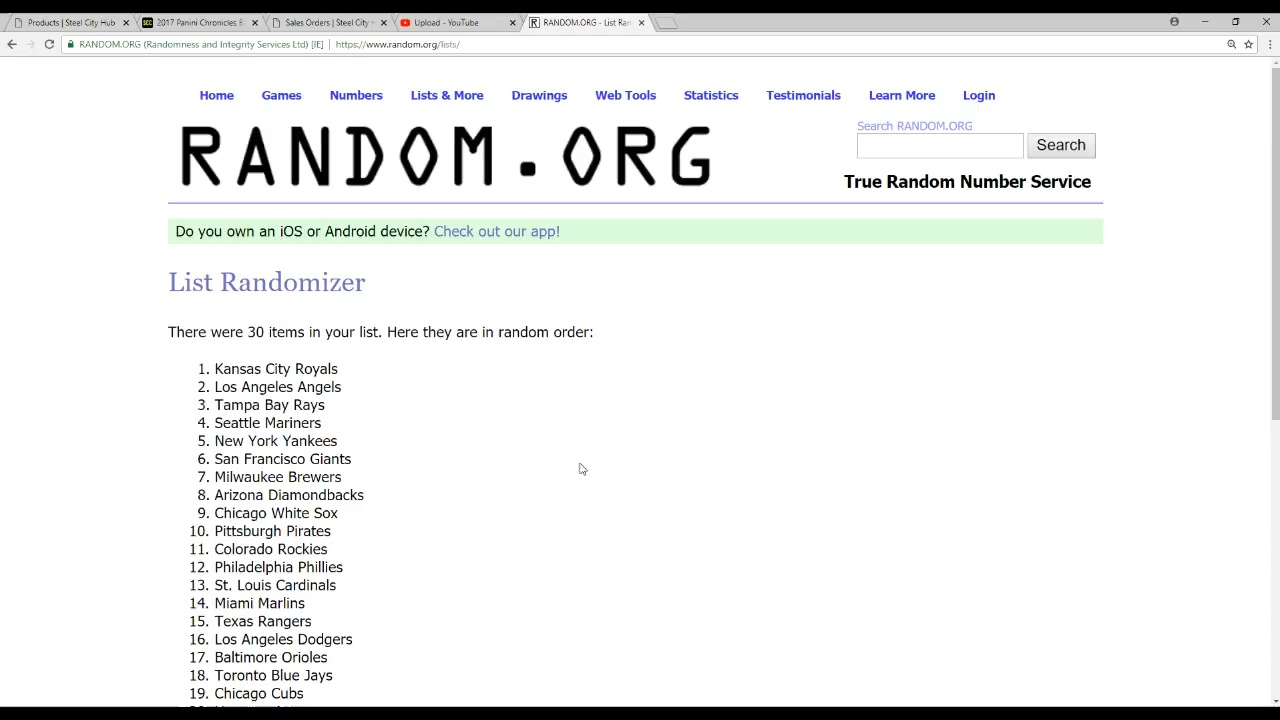 Products | Steel City Hub
2017 Panini Chronicles B
Sales Orders | Steel City H
Upload - YouTube
RANDOM.ORG - List Ran
RANDOM.ORG (Randomness and Integrity Services Ltd) [IE]
https://www.random.org/lists/
Home Games Numbers Lists & More Drawings Web Tools Statistics Testimonials Learn More Login
RANDOM.ORG
Search RANDOM.ORG
Search
True Random Number Service
Do you own an iOS or Android device? Check out our app!
List Randomizer
There were 30 items in your list. Here they are in random order:
1. Kansas City Royals
2. Los Angeles Angels
3. Tampa Bay Rays
4. Seattle Mariners
5. New York Yankees
6. San Francisco Giants
7. Milwaukee Brewers
8. Arizona Diamondbacks
9. Chicago White Sox
10. Pittsburgh Pirates
11. Colorado Rockies
12. Philadelphia Phillies
13. St. Louis Cardinals
14. Miami Marlins
15. Texas Rangers
16. Los Angeles Dodgers
17. Baltimore Orioles
18. Toronto Blue Jays
19. Chicago Cubs